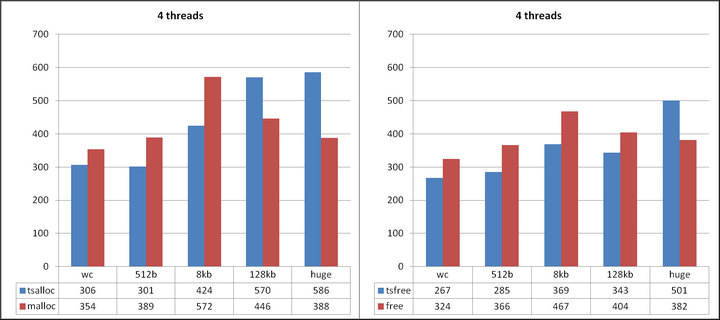 4 threads
700
600
500
400
300
200
100
0
wc 512b 8kb 128kb huge
tsalloc 306 301 424 570 586
malloc 354 389 572 446 388
4 threads
700
600
500
400
300
200
100
0
wc 512b 8kb 128kb huge
tsfree 267 285 369 343 501
free 324 366 467 404 382